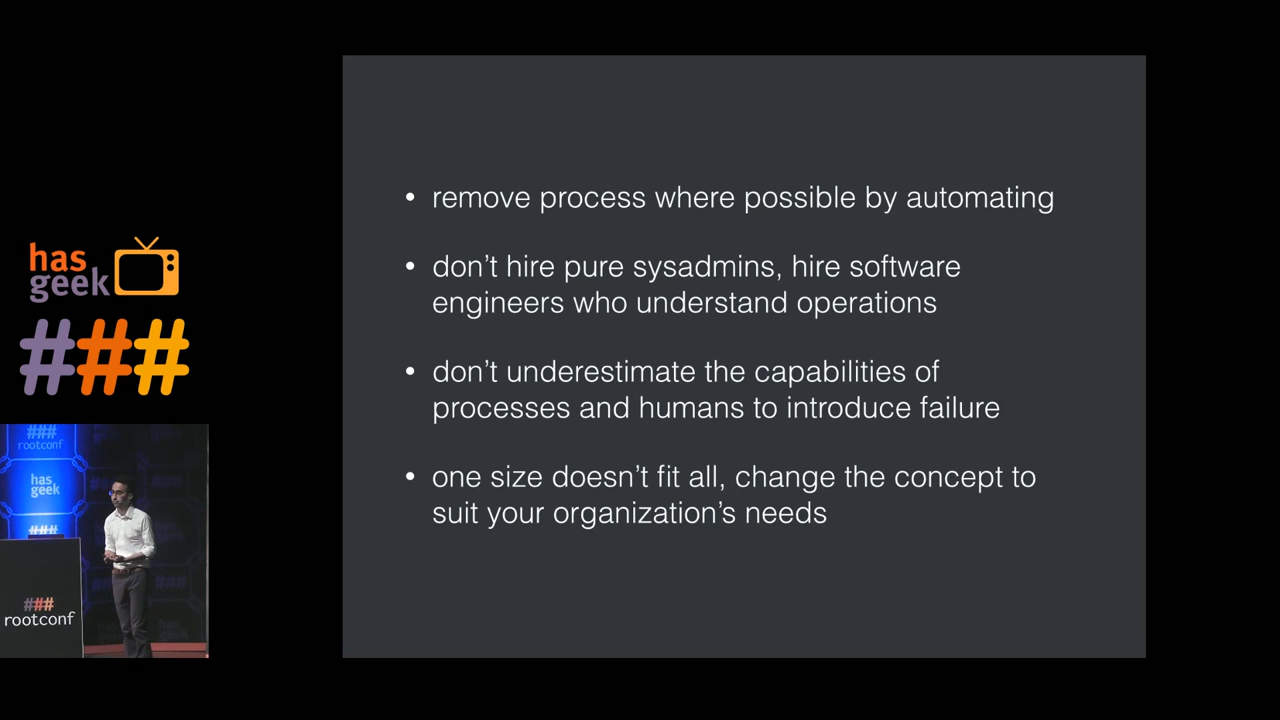 has
geek
###
###
rootconf
has
geek
###
###
rootconf
• remove process where possible by automating
• don’t hire pure sysadmins, hire software
engineers who understand operations
• don’t underestimate the capabilities of
processes and humans to introduce failure
• one size doesn’t fit all, change the concept to
suit your organization’s needs